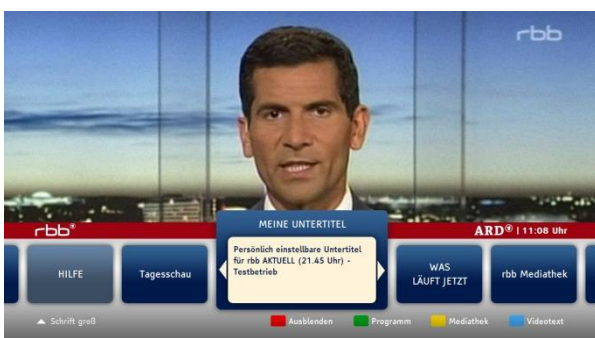 rbb
rbb
ARD | 11:08 Uhr
MEINE UNTERTITEL
Persönlich einstellbare Untertitel
für rbb AKTUELL (21.45 Uhr) –
Testbetrieb
HILFE
Tagesschau
WAS
LÄUFT JETZT
rbb Mediathek
Schrift groß
Ausblenden
Programm
Mediathek
Videotext